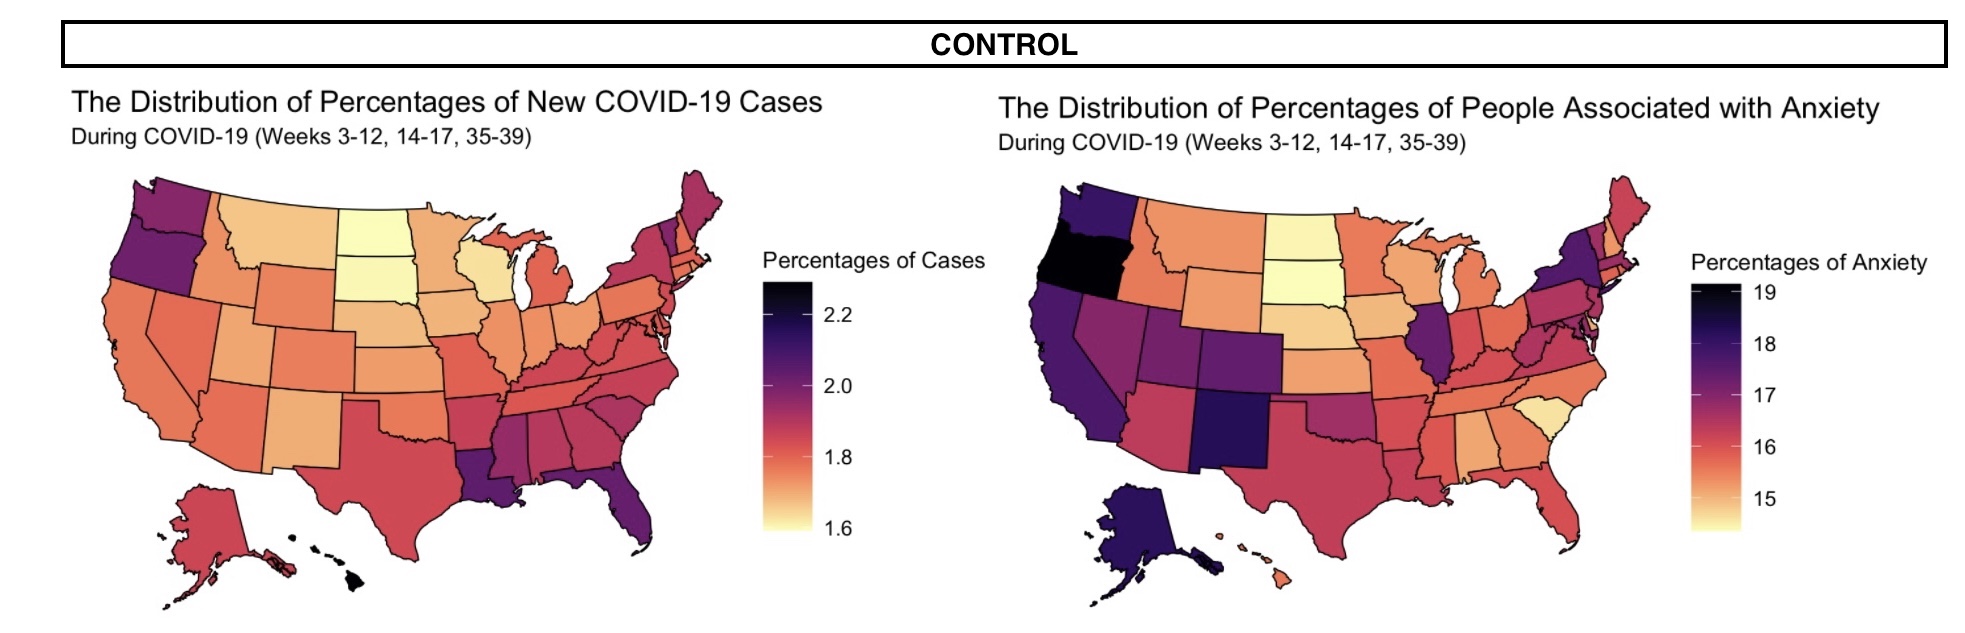 CONTROL
The Distribution of Percentages of New COVID-19 Cases
During COVID-19 (Weeks 3-12, 14-17, 35-39)
Percentages of Cases
2.2
2.0
1.8
1.6
The Distribution of Percentages of People Associated with Anxiety
During COVID-19 (Weeks 3-12, 14-17, 35-39)
Percentages of Anxiety
19
18
17
16
15